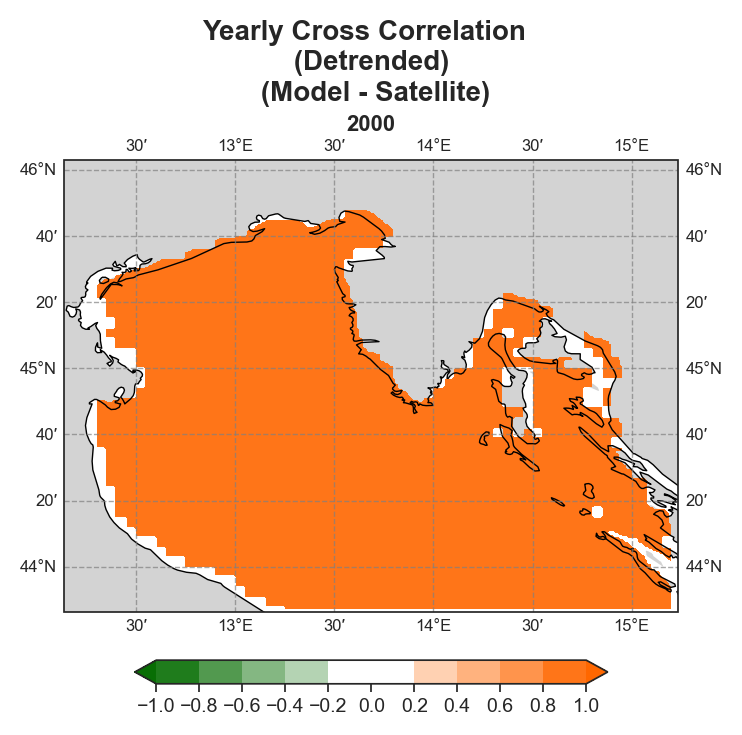 Yearly Cross Correlation
(Detrended)
(Model - Satellite)
2000
30′ 13°E 30′ 14°E 30′ 15°E
46°N 46°N
40′ 40′
20′ 20′
45°N 45°N
40′ 40′
20′ 20′
44°N 44°N
30′ 13°E 30′ 14°E 30′ 15°E
−1.0 −0.8 −0.6 −0.4 −0.2 0.0 0.2 0.4 0.6 0.8 1.0